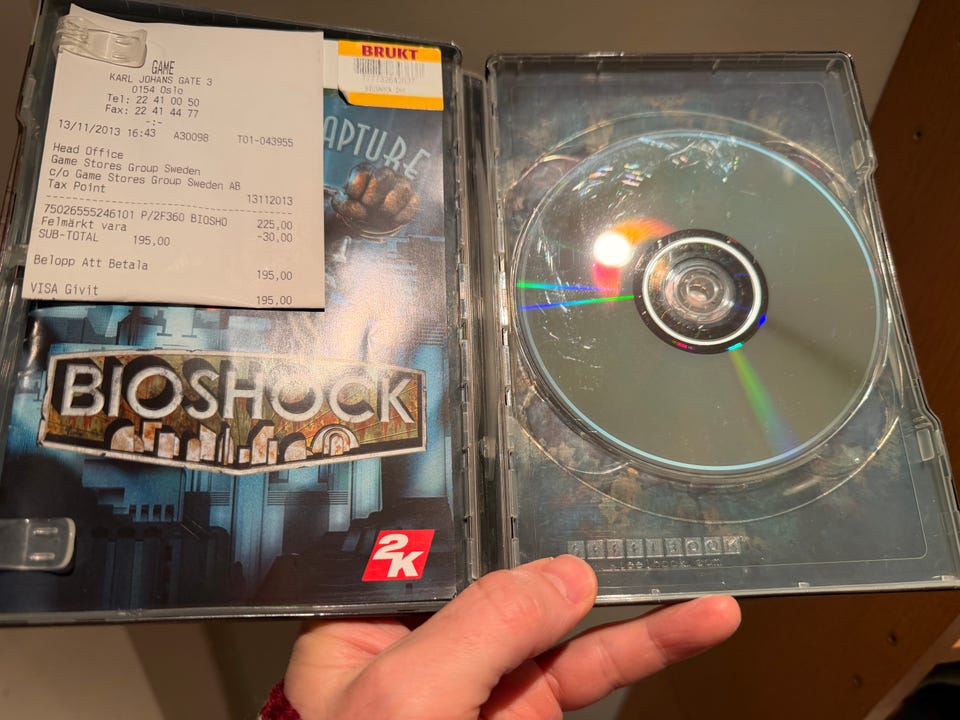 GAME
KARL JOHANS GATE 3
0154 Oslo
Tel: 22 41 00 50
Fax: 22 41 44 77
-:-
13/11/2013 16:43 A30098 T01-043955
Head Office
Game Stores Group Sweden
c/o Game Stores Group Sweden AB
Tax Point 13112013
75026555246101 P/2F360 BIOSHO 225,00
Felmärkt vara -30,00
SUB-TOTAL 195,00
Belopp Att Betala 195,00
VISA Givit 195,00
BRUKT
APTURE
BIOSHOCK
2K